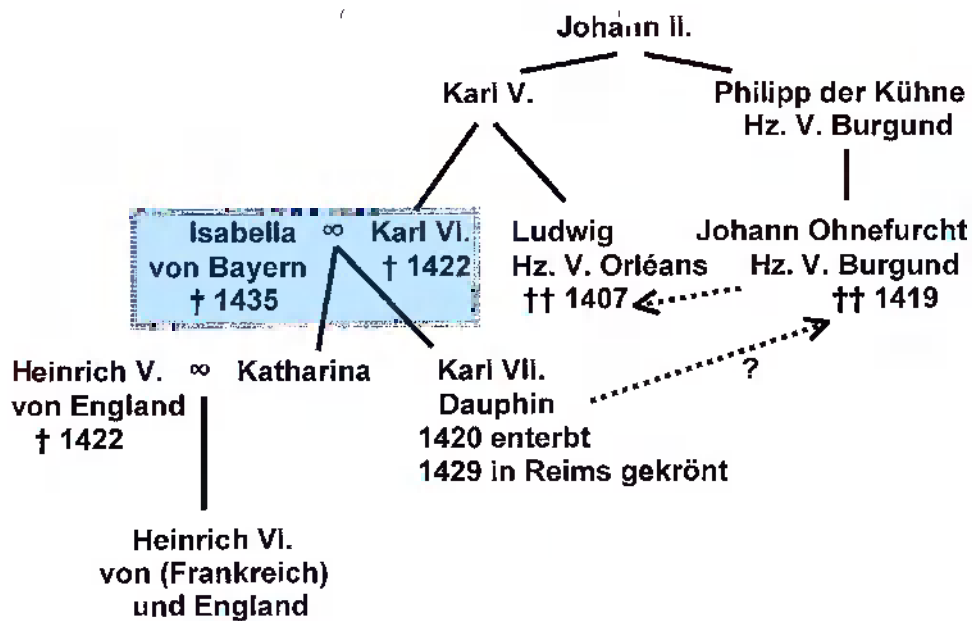 Johann II.
Karl V.
Philipp der Kühne
Hz. V. Burgund
Isabella ∞ Karl VI.
von Bayern † 1422
† 1435
Ludwig
Hz. V. Orléans
†† 1407
Johann Ohnefurcht
Hz. V. Burgund
†† 1419
Heinrich V. ∞ Katharina
von England
† 1422
Karl VII.
Dauphin
1420 enterbt
1429 in Reims gekrönt
?
Heinrich VI.
von (Frankreich)
und England